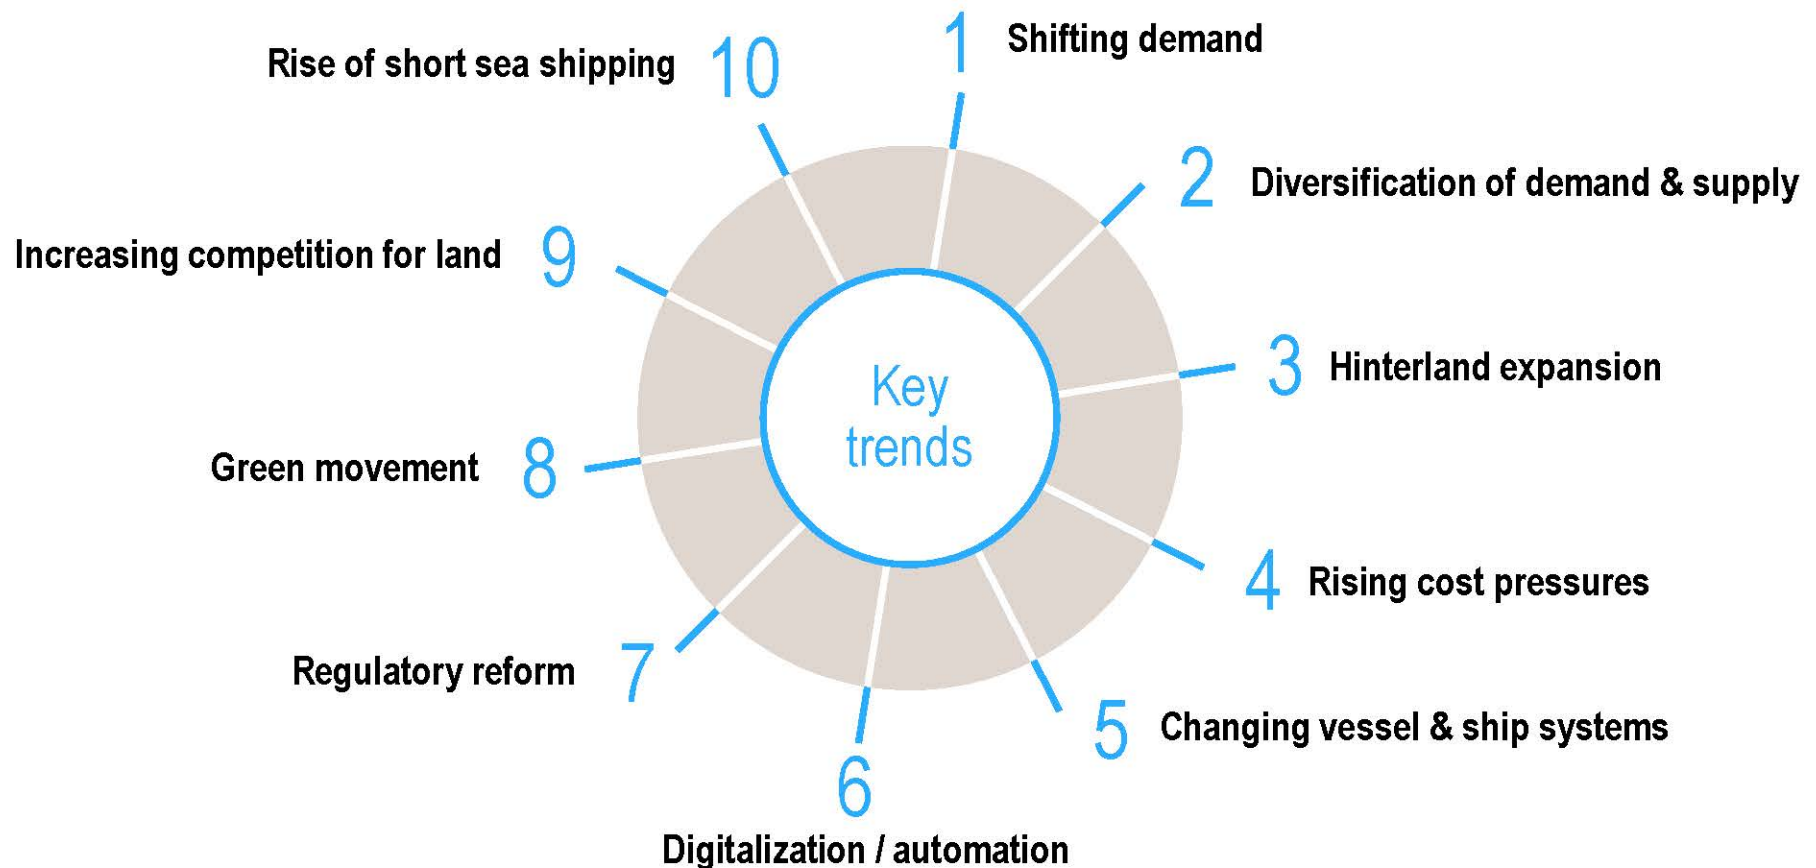 Key
trends
1 Shifting demand
2 Diversification of demand & supply
3 Hinterland expansion
4 Rising cost pressures
5 Changing vessel & ship systems
6
Digitalization / automation
Regulatory reform 7
Green movement 8
Increasing competition for land 9
Rise of short sea shipping 10